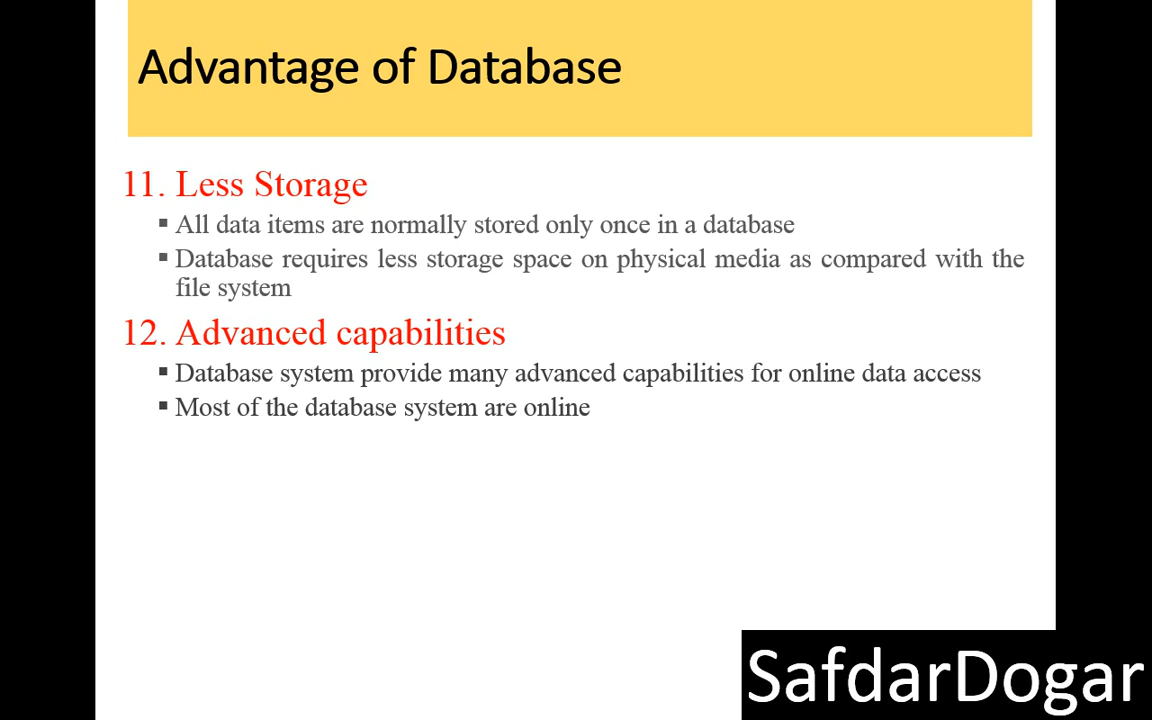 Advantage of Database
11. Less Storage
▪ All data items are normally stored only once in a database
▪ Database requires less storage space on physical media as compared with the
file system
12. Advanced capabilities
▪ Database system provide many advanced capabilities for online data access
▪ Most of the database system are online
SafdarDogar